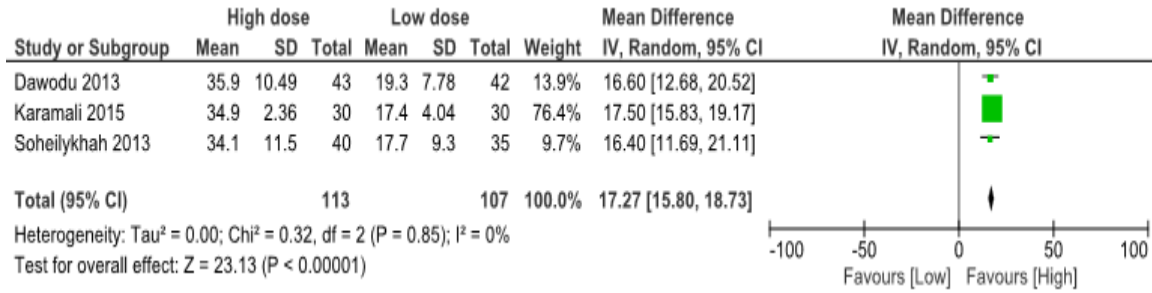 High dose Low dose Mean Difference Mean Difference
Study or Subgroup Mean SD Total Mean SD Total Weight IV, Random, 95% CI IV, Random, 95% CI
Dawodu 2013 35.9 10.49 43 19.3 7.78 42 13.9% 16.60 [12.68, 20.52]
Karamali 2015 34.9 2.36 30 17.4 4.04 30 76.4% 17.50 [15.83, 19.17]
Soheilykhah 2013 34.1 11.5 40 17.7 9.3 35 9.7% 16.40 [11.69, 21.11]
Total (95% CI) 113 107 100.0% 17.27 [15.80, 18.73]
Heterogeneity: Tau² = 0.00; Chi² = 0.32, df = 2 (P = 0.85); I² = 0%
Test for overall effect: Z = 23.13 (P < 0.00001)
-100 -50 0 50 100
Favours [Low] Favours [High]